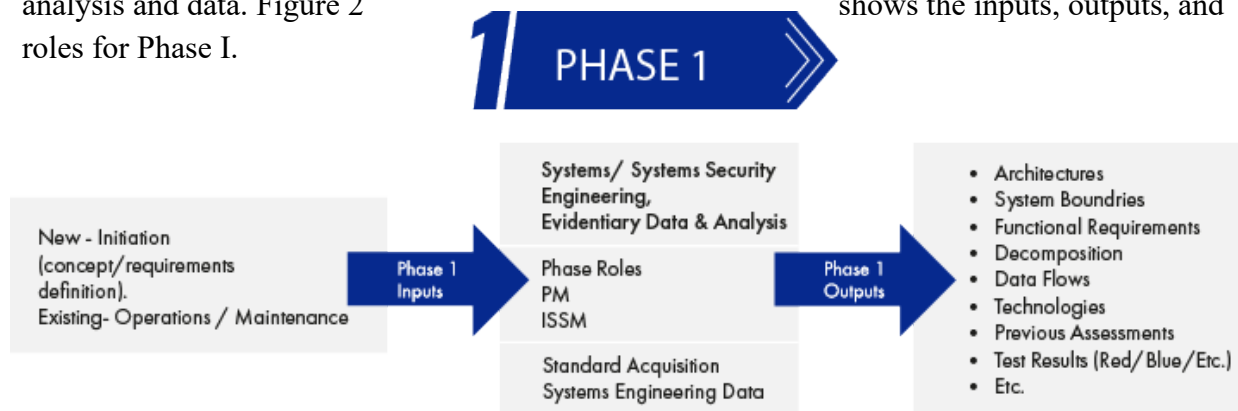 analysis and data. Figure 2 shows the inputs, outputs, and
roles for Phase I.
1 PHASE 1
New - Initiation
(concept/requirements
definition).
Existing- Operations / Maintenance
Phase 1
Inputs
Systems/ Systems Security
Engineering,
Evidentiary Data & Analysis
Phase Roles
PM
ISSM
Standard Acquisition
Systems Engineering Data
Phase 1
Outputs
• Architectures
• System Boundries
• Functional Requirements
• Decomposition
• Data Flows
• Technologies
• Previous Assessments
• Test Results (Red/Blue/Etc.)
• Etc.